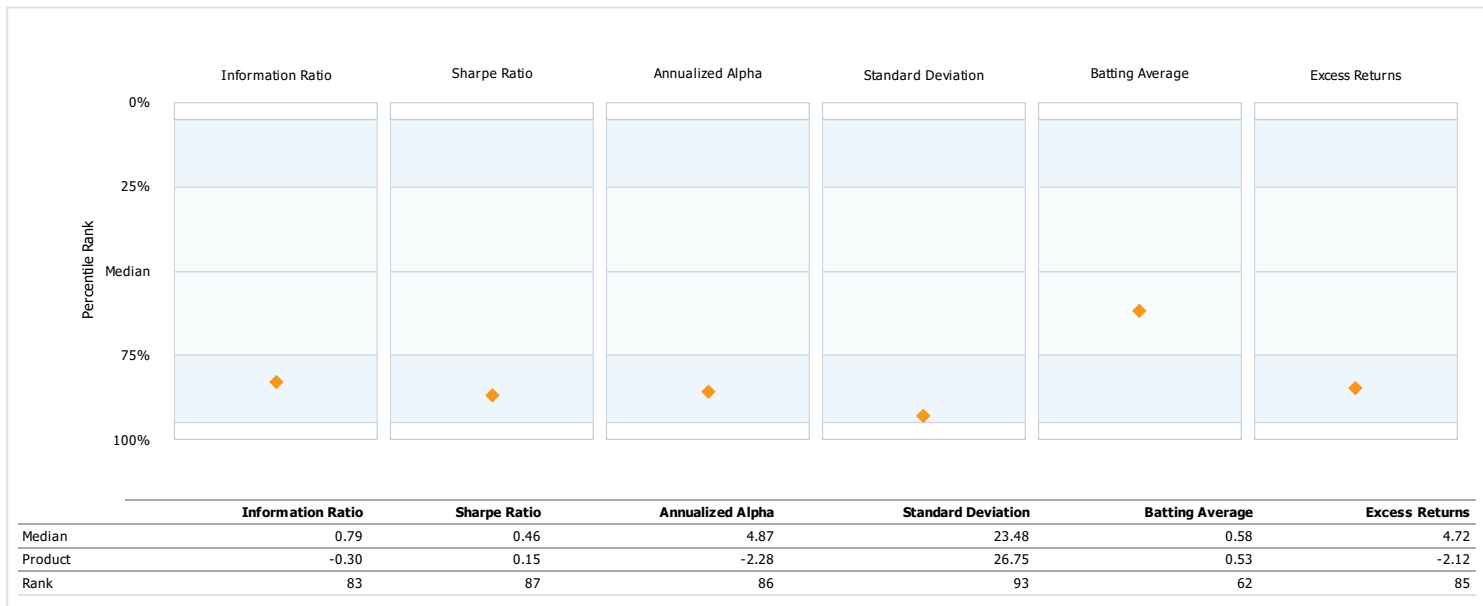 Information Ratio Sharpe Ratio Annualized Alpha Standard Deviation Batting Average Excess Returns
0%
25%
Median
75%
100%
Percentile Rank
Information Ratio Sharpe Ratio Annualized Alpha Standard Deviation Batting Average Excess Returns
Median 0.79 0.46 4.87 23.48 0.58 4.72
Product -0.30 0.15 -2.28 26.75 0.53 -2.12
Rank 83 87 86 93 62 85